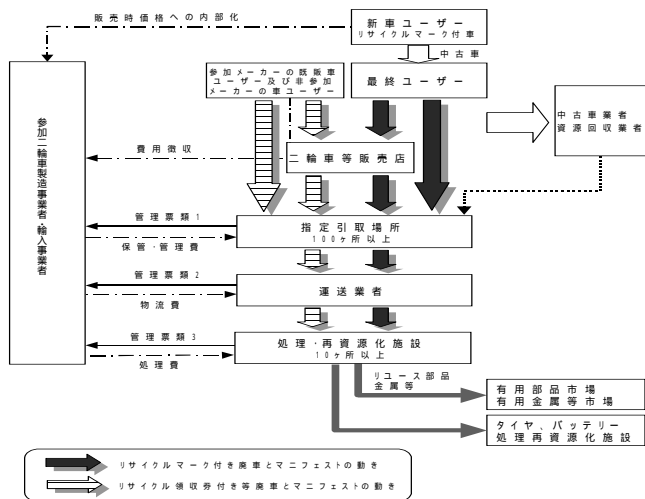 販売時価格への内部化
新車ユーザー
リサイクルマーク付車
中古車
参加メーカーの既販車
ユーザー及び非参加
メーカーの車ユーザー
最終ユーザー
中古車業者
資源回収業者
参加二輪車製造事業者・輸入事業者
費用徴収
二輪車等販売店
管理票類1
保管・管理費
指定引取場所
100ヶ所以上
管理票類2
物流費
運送業者
管理票類3
処理費
処理・再資源化施設
10ヶ所以上
リユース部品
金属等
有用部品市場
有用金属等市場
タイヤ、バッテリー
処理再資源化施設
リサイクルマーク付き廃車とマニフェストの動き
リサイクル領収券付き等廃車とマニフェストの動き